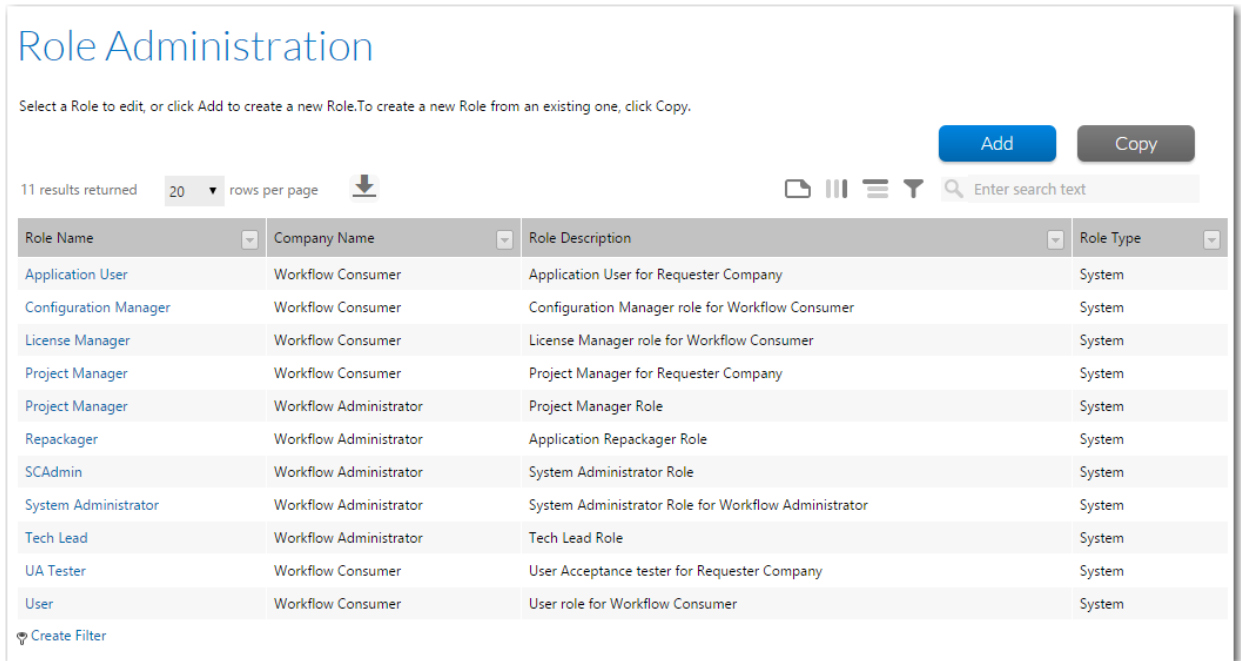 Role Administration
Select a Role to edit, or click Add to create a new Role.To create a new Role from an existing one, click Copy.
Add Copy
11 results returned 20 rows per page Enter search text
Role Name Company Name Role Description Role Type
Application User Workflow Consumer Application User for Requester Company System
Configuration Manager Workflow Consumer Configuration Manager role for Workflow Consumer System
License Manager Workflow Consumer License Manager role for Workflow Consumer System
Project Manager Workflow Consumer Project Manager for Requester Company System
Project Manager Workflow Administrator Project Manager Role System
Repackager Workflow Administrator Application Repackager Role System
SCAdmin Workflow Administrator System Administrator Role System
System Administrator Workflow Administrator System Administrator Role for Workflow Administrator System
Tech Lead Workflow Administrator Tech Lead Role System
UA Tester Workflow Consumer User Acceptance tester for Requester Company System
User Workflow Consumer User role for Workflow Consumer System
Create Filter